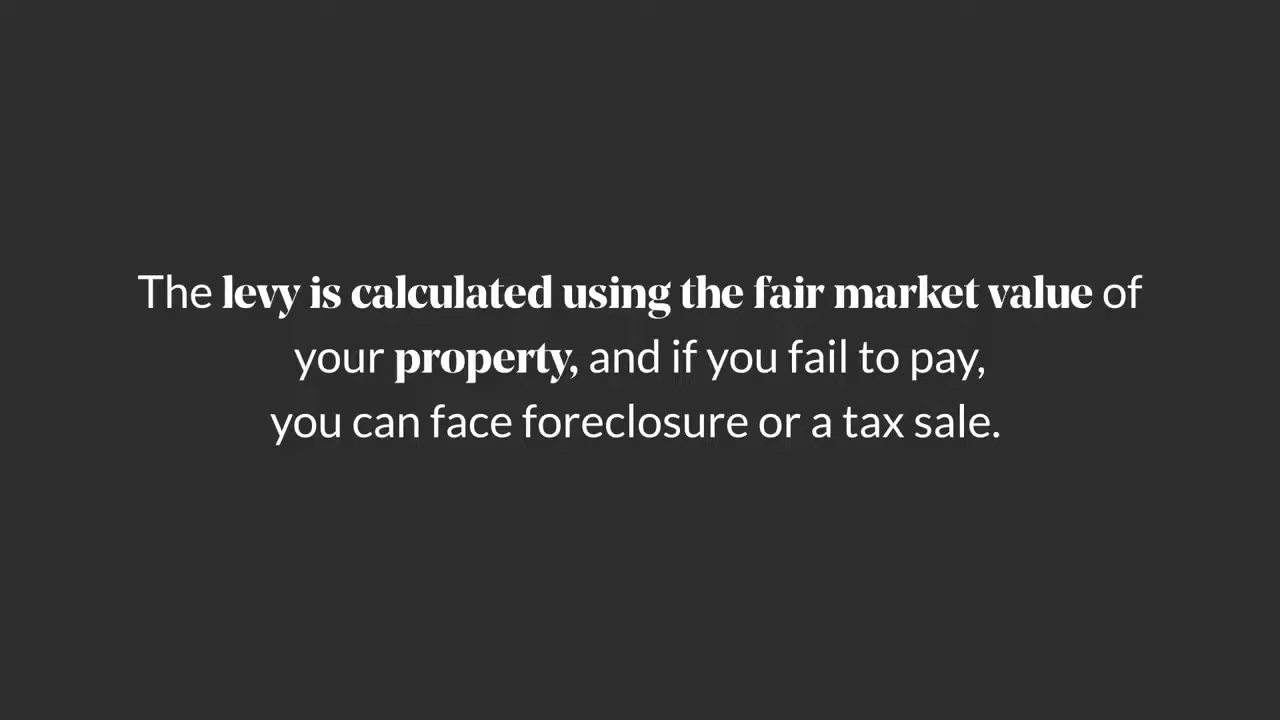 The levy is calculated using the fair market value of
your property, and if you fail to pay,
you can face foreclosure or a tax sale.